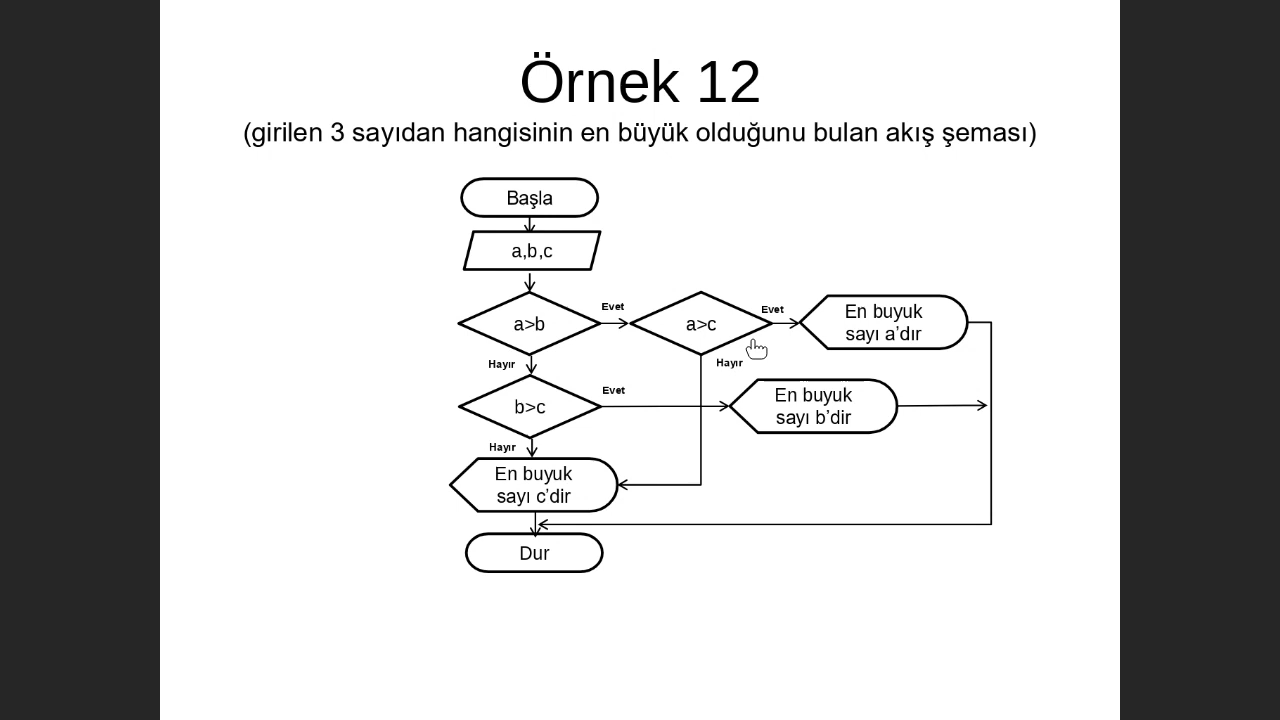 Örnek 12
(girilen 3 sayıdan hangisinin en büyük olduğunu bulan akış şeması)
Başla
a,b,c
a>b
Evet
a>c
Evet
En buyuk
sayı a’dır
Hayır
Hayır
b>c
Evet
En buyuk
sayı b’dir
Hayır
En buyuk
sayı c’dir
Dur